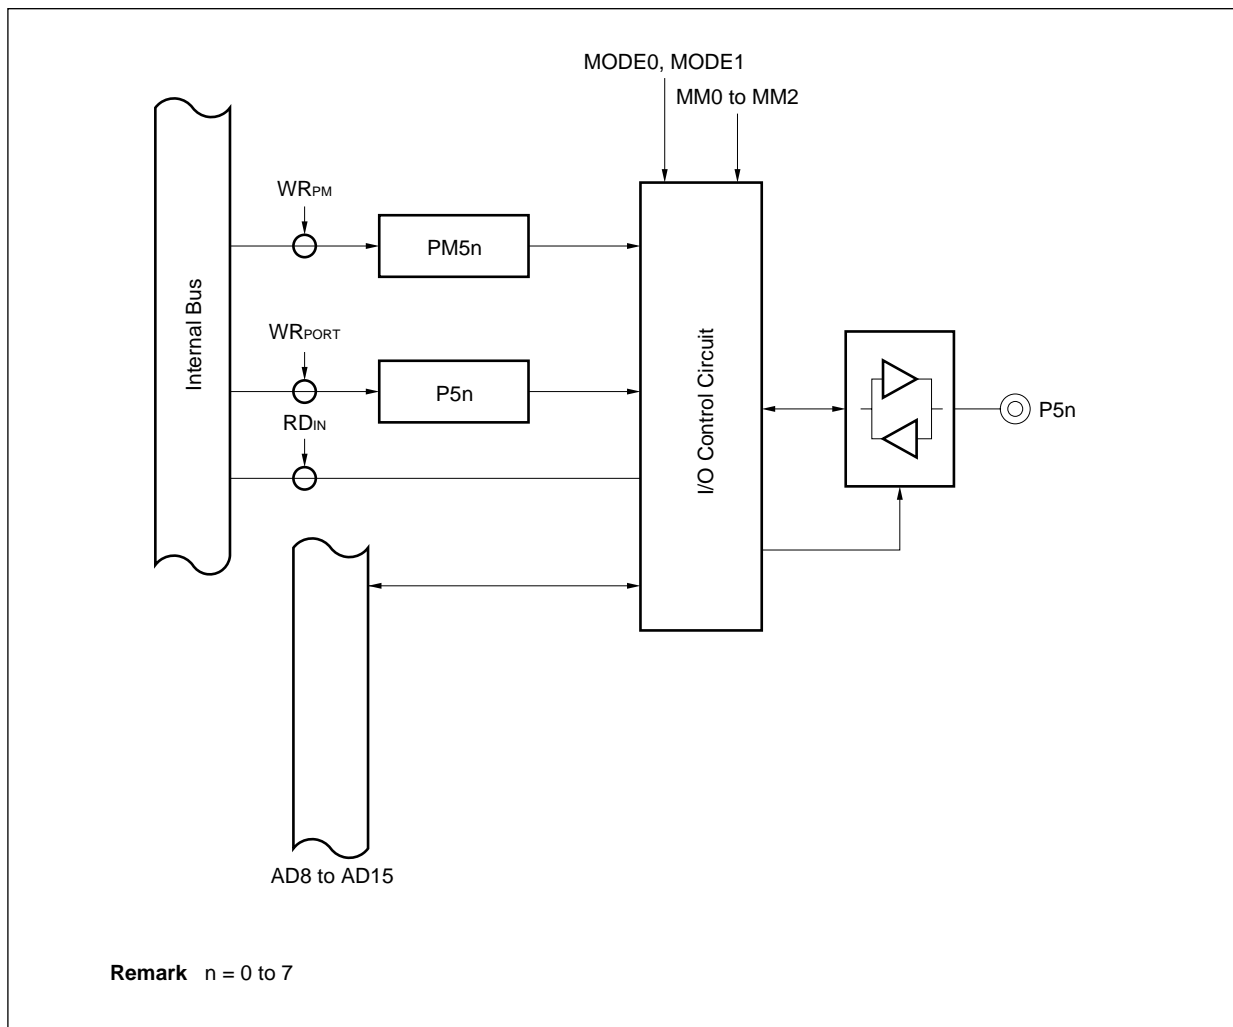 MODE0, MODE1
MM0 to MM2
WRPM
PM5n
Internal Bus
WRPORT
P5n
RDIN
I/O Control Circuit
P5n
AD8 to AD15
Remark n = 0 to 7